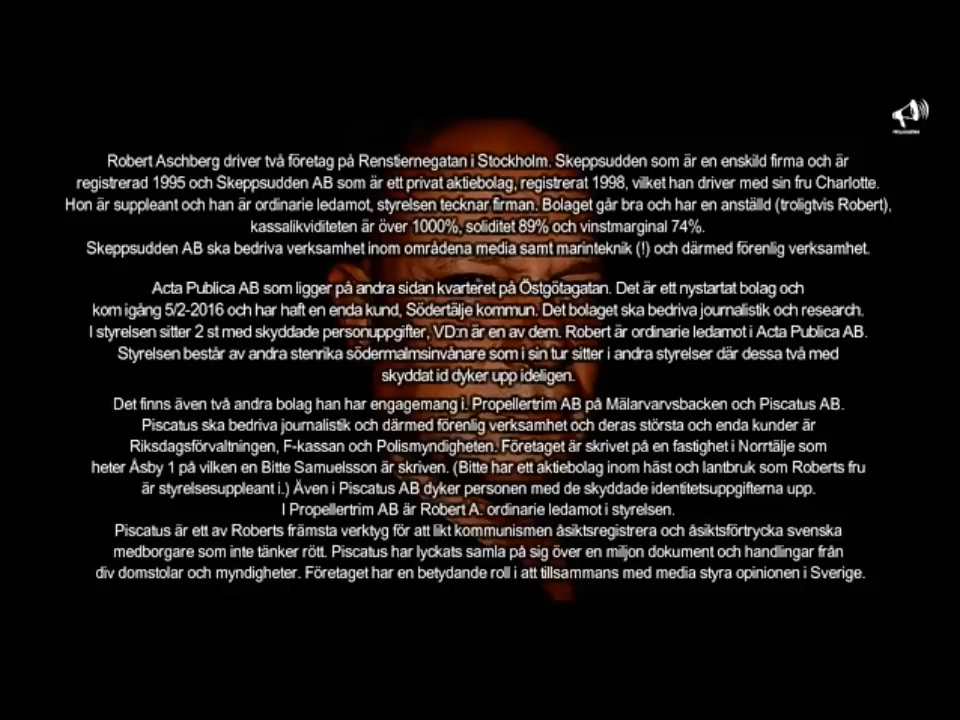 Robert Aschberg driver två företag på Renstiernegatan i Stockholm. Skeppsudden som är en enskild firma och är
registrerad 1995 och Skeppsudden AB som är ett privat aktiebolag, registrerat 1998, vilket han driver med sin fru Charlotte.
Hon är suppleant och han är ordinarie ledamot, styrelsen tecknar firman. Bolaget går bra och har en anställd (troligtvis Robert),
kassalikviditeten är över 1000%, soliditet 89% och vinstmarginal 74%.
Skeppsudden AB ska bedriva verksamhet inom områdena media samt marinteknik (!) och därmed förenlig verksamhet.
Acta Publica AB som ligger på andra sidan kvarteret på Östgötagatan. Det är ett nystartat bolag och
kom igång 5/2-2016 och har haft en enda kund, Södertälje kommun. Det bolaget ska bedriva journalistik och research.
I styrelsen sitter 2 st med skyddade personuppgifter, VD:n är en av dem. Robert är ordinarie ledamot i Acta Publica AB.
Styrelsen består av andra stenrika södermalmsinvånare som i sin tur sitter i andra styrelser där dessa två med
skyddat id dyker upp ideligen.
Det finns även två andra bolag han har engagemang i. Propellertrim AB på Mälarvarvsbacken och Piscatus AB.
Piscatus ska bedriva journalistik och därmed förenlig verksamhet och deras största och enda kunder är
Riksdagsförvaltningen, F-kassan och Polismyndigheten. Företaget är skrivet på en fastighet i Norrtälje som
heter Åsby 1 på vilken en Bitte Samuelsson är skriven. (Bitte har ett aktiebolag inom häst och lantbruk som Roberts fru
är styrelsesuppleant i.) Även i Piscatus AB dyker personen med de skyddade identitetsuppgifterna upp.
I Propellertrim AB är Robert A. ordinarie ledamot i styrelsen.
Piscatus är ett av Roberts främsta verktyg för att likt kommunismen åsiktsregistrera och åsiktsförtrycka svenska
medborgare som inte tänker rött. Piscatus har lyckats samla på sig över en miljon dokument och handlingar från
div domstolar och myndigheter. Företaget har en betydande roll i att tillsammans med media styra opinionen i Sverige.